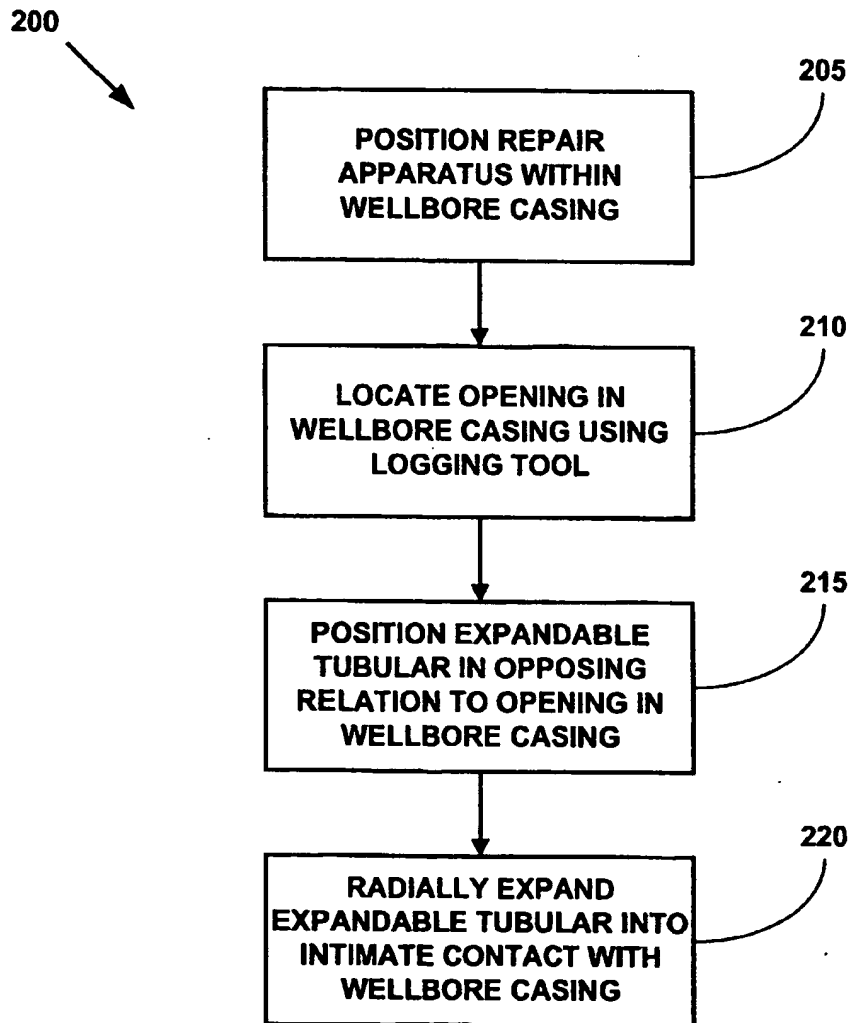 200
205
POSITION REPAIR
APPARATUS WITHIN
WELLBORE CASING
210
LOCATE OPENING IN
WELLBORE CASING USING
LOGGING TOOL
215
POSITION EXPANDABLE
TUBULAR IN OPPOSING
RELATION TO OPENING IN
WELLBORE CASING
220
RADIALLY EXPAND
EXPANDABLE TUBULAR INTO
INTIMATE CONTACT WITH
WELLBORE CASING